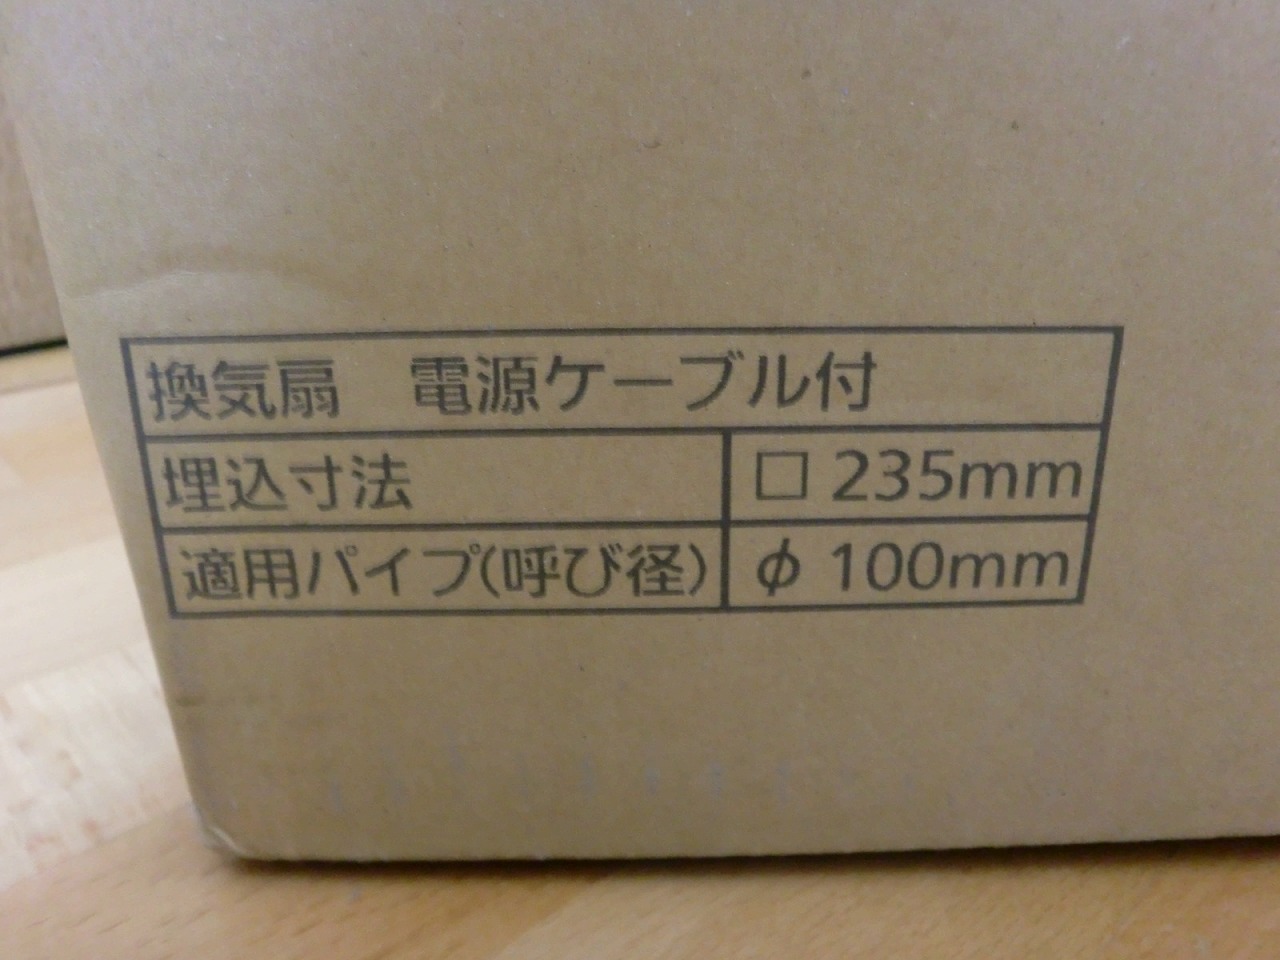 換気扇　電源ケーブル付
埋込寸法 □ 235mm
適用パイプ(呼び径) φ 100mm